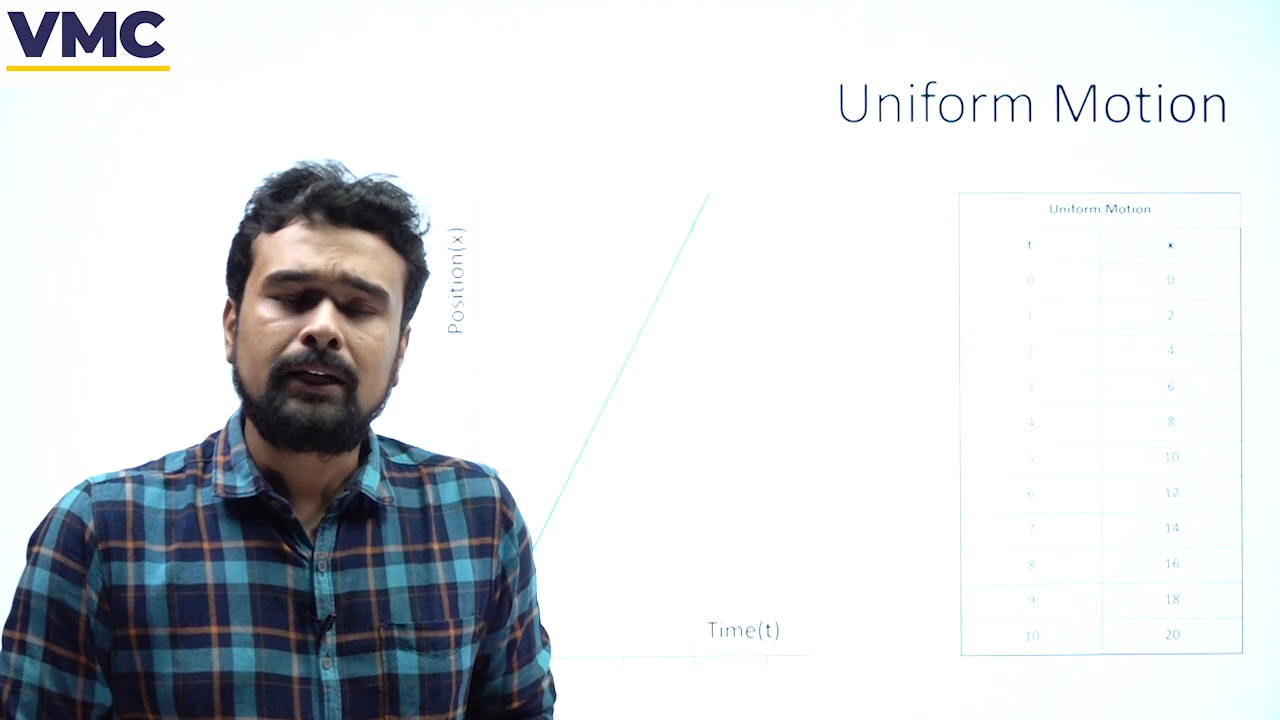 VMC
Uniform Motion
Position(x)
Time(t)
Uniform Motion
t x
0 0
1 2
2 4
3 6
4 8
5 10
6 12
7 14
8 16
9 18
10 20